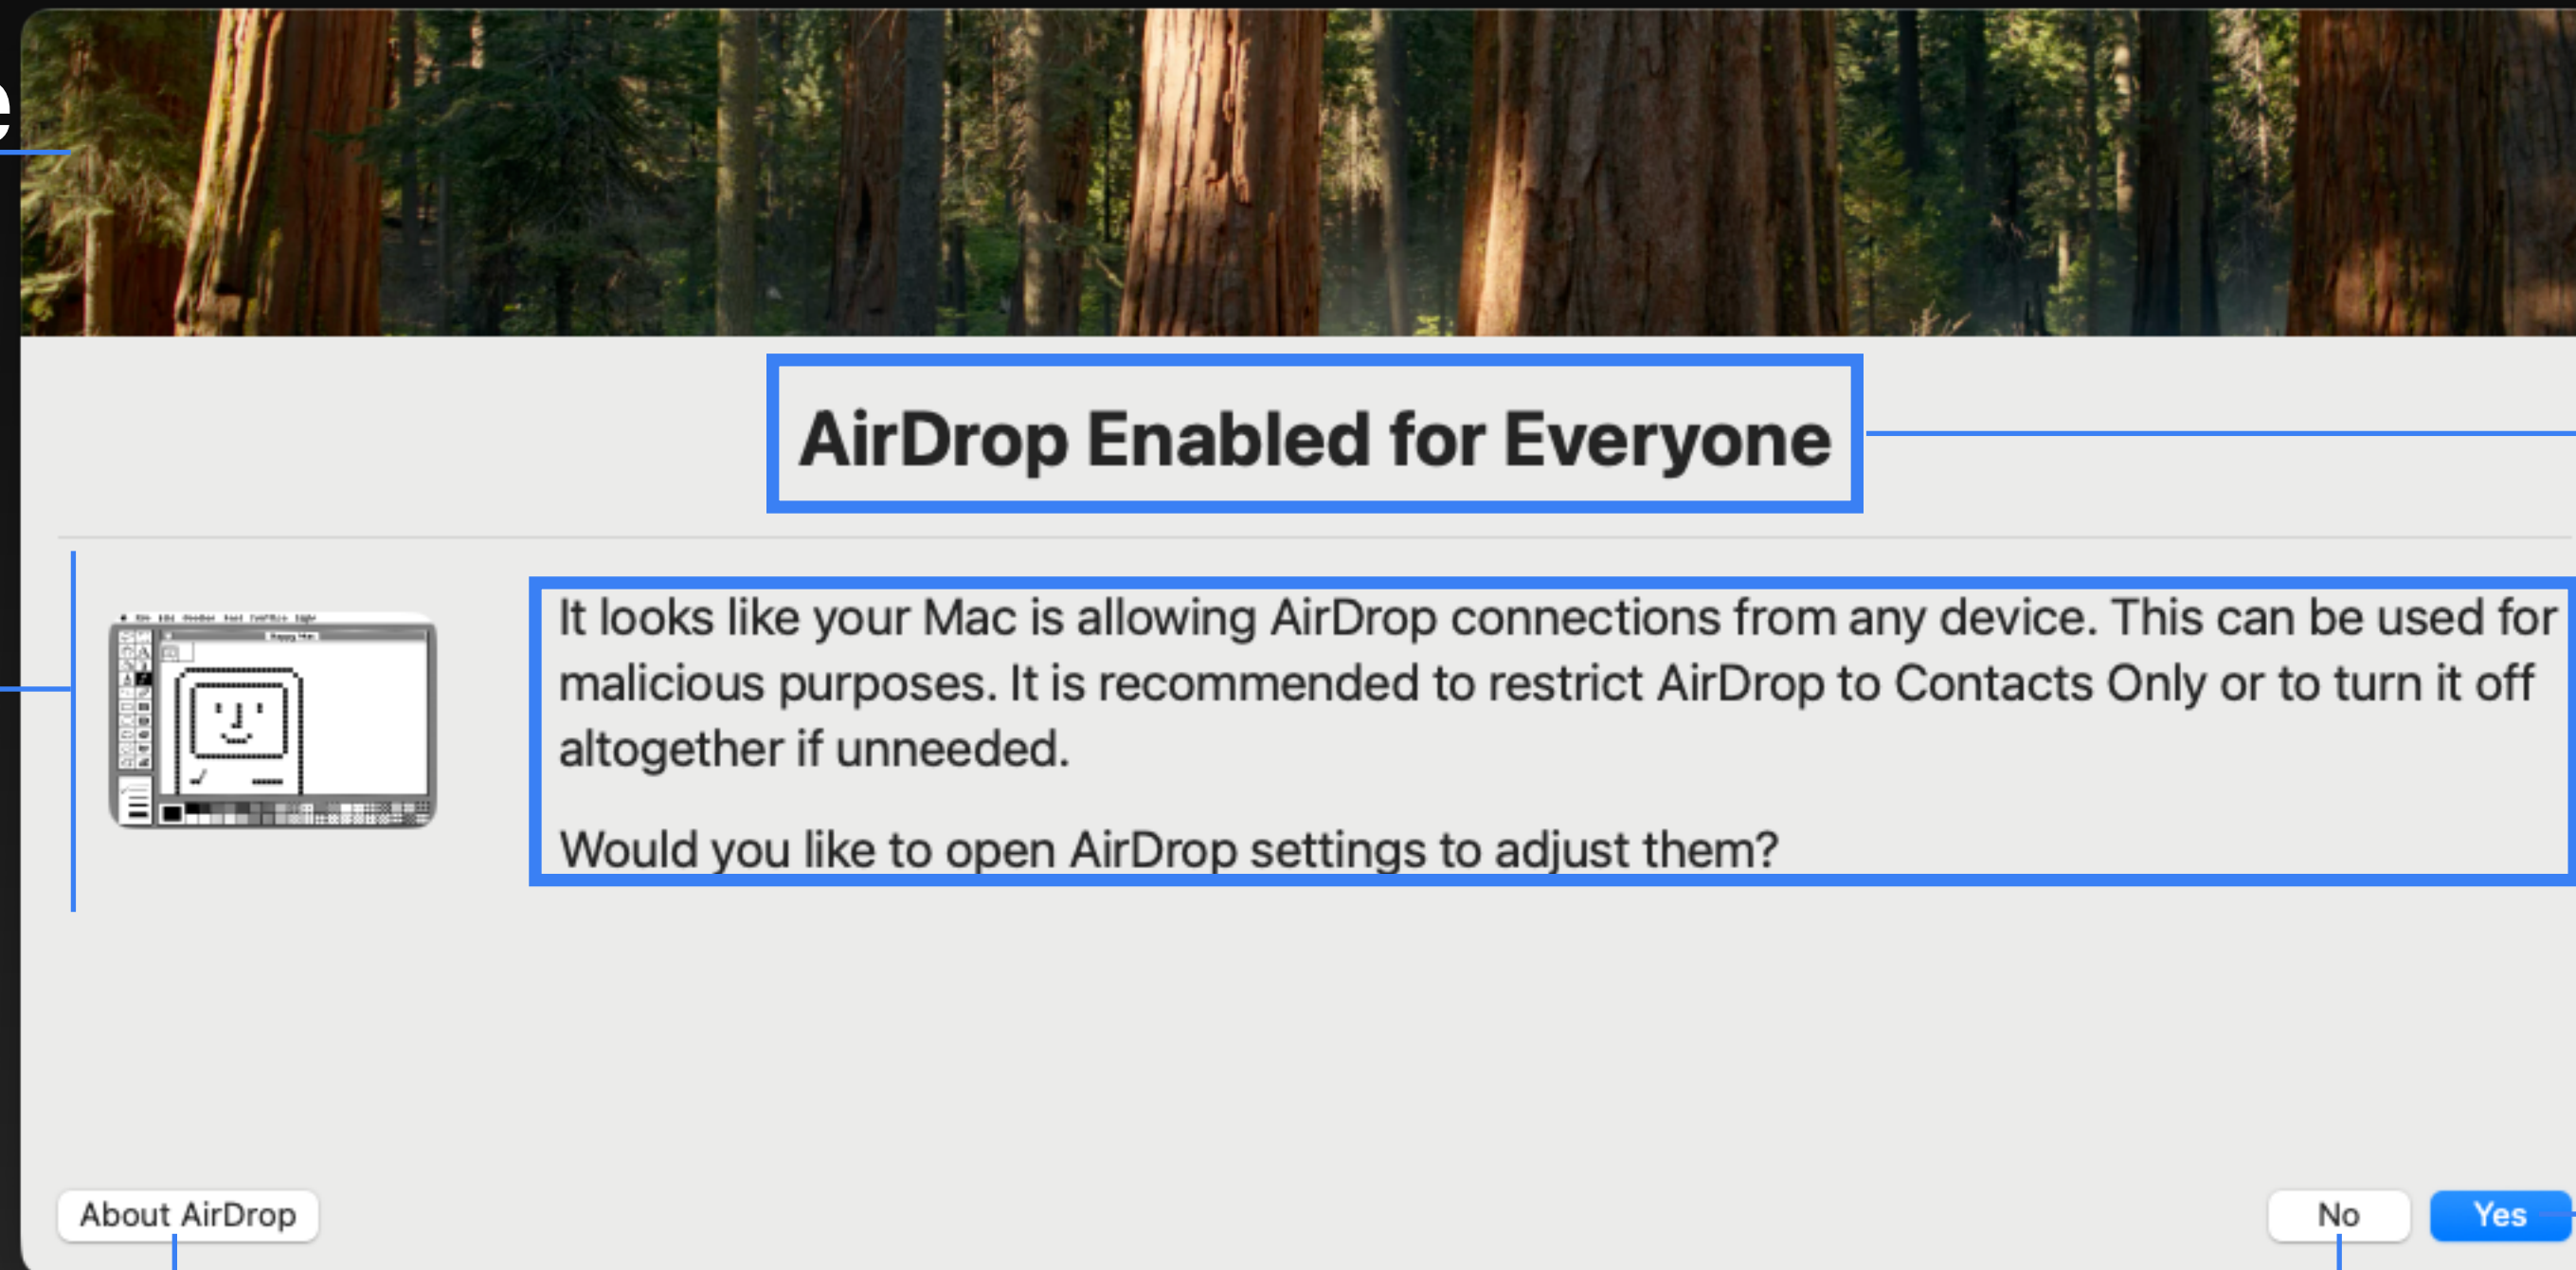 e
AirDrop Enabled for Everyone
It looks like your Mac is allowing AirDrop connections from any device. This can be used for
malicious purposes. It is recommended to restrict AirDrop to Contacts Only or to turn it off
altogether if unneeded.
Would you like to open AirDrop settings to adjust them?
About AirDrop
No
Yes